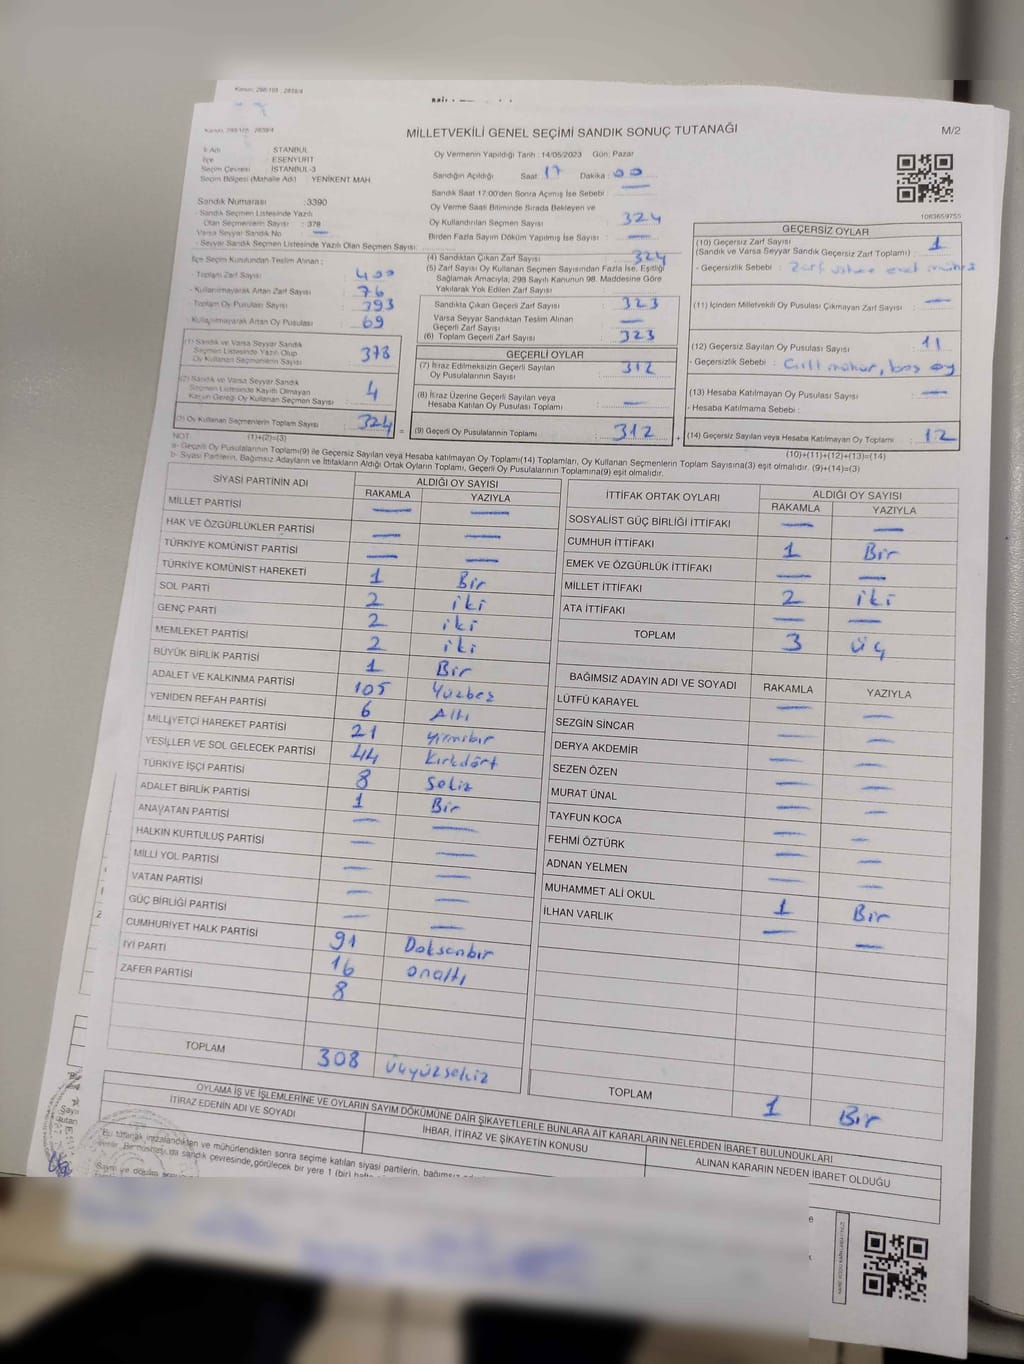 Kanun: 298/105 : 2839/4
Kanun: 298/105 : 2839/4
MİLLETVEKİLİ GENEL SEÇİMİ SANDIK SONUÇ TUTANAĞI
M/2
İl Adı : İSTANBUL
İlçe : ESENYURT
Seçim Çevresi : İSTANBUL-3
Seçim Bölgesi (Mahalle Adı) : YENİKENT MAH.
Oy Vermenin Yapıldığı Tarih : 14/05/2023 Gün: Pazar
Sandığın Açıldığı Saat : 17 Dakika : 00
Sandık Saat 17:00'den Sonra Açılmış İse Sebebi : —
Oy Verme Saati Bitiminde Sırada Bekleyen ve
Oy Kullandırılan Seçmen Sayısı : 324
Birden Fazla Sayım Döküm Yapılmış İse Sayısı : —
1083659755
Sandık Numarası : 3390
- Sandık Seçmen Listesinde Yazılı
Olan Seçmenlerin Sayısı : 378
Varsa Seyyar Sandık No : —
- Seyyar Sandık Seçmen Listesinde Yazılı Olan Seçmen Sayısı:
İlçe Seçim Kurulundan Teslim Alınan ;
- Toplam Zarf Sayısı : 400
- Kullanılmayarak Artan Zarf Sayısı : 76
- Toplam Oy Pusulası Sayısı : 393
- Kullanılmayarak Artan Oy Pusulası : 69
(1) Sandık ve Varsa Seyyar Sandık
Seçmen Listesinde Yazılı Olup
Oy Kullanan Seçmenlerin Sayısı : 378
(2) Sandık ve Varsa Seyyar Sandık
Seçmen Listesinde Kayıtlı Olmayan
Kanun Gereği Oy Kullanan Seçmen Sayısı : 4
(3) Oy Kullanan Seçmenlerin Toplam Sayısı : 324
(4) Sandıktan Çıkan Zarf Sayısı : 324
(5) Zarf Sayısı Oy Kullanan Seçmen Sayısından Fazla İse, Eşitliği
Sağlamak Amacıyla, 298 Sayılı Kanunun 98. Maddesine Göre
Yakılarak Yok Edilen Zarf Sayısı :
Sandıkta Çıkan Geçerli Zarf Sayısı : 323
Varsa Seyyar Sandıktan Teslim Alınan
Geçerli Zarf Sayısı : —
(6) Toplam Geçerli Zarf Sayısı : 323
GEÇERLİ OYLAR
(7) İtiraz Edilmeksizin Geçerli Sayılan
Oy Pusulalarının Sayısı : 312
(8) İtiraz Üzerine Geçerli Sayılan veya
Hesaba Katılan Oy Pusulası Toplamı : —
= (9) Geçerli Oy Pusulalarının Toplamı : 312 +
GEÇERSİZ OYLAR
(10) Geçersiz Zarf Sayısı : 1
(Sandık ve Varsa Seyyar Sandık Geçersiz Zarf Toplamı)
- Geçersizlik Sebebi : Zarf üstüne evet mühre
(11) İçinden Milletvekili Oy Pusulası Çıkmayan Zarf Sayısı : —
(12) Geçersiz Sayılan Oy Pusulası Sayısı : 11
- Geçersizlik Sebebi : Çift mühür, boş oy
(13) Hesaba Katılmayan Oy Pusulası Sayısı : —
- Hesaba Katılmama Sebebi :
(14) Geçersiz Sayılan veya Hesaba Katılmayan Oy Toplamı : 12
NOT (1)+(2)=(3)
(10)+(11)+(12)+(13)=(14)
a- Geçerli Oy Pusulalarının Toplamı(9) ile Geçersiz Sayılan veya Hesaba Katılmayan Oy Toplamı(14) Toplamları, Oy Kullanan Seçmenlerin Toplam Sayısına(3) eşit olmalıdır. (9)+(14)=(3)
b- Siyasi Partilerin, Bağımsız Adayların ve İttifakların Aldığı Ortak Oyların Toplamı, Geçerli Oy Pusulalarının Toplamına(9) eşit olmalıdır.
SİYASİ PARTİNİN ADI ALDIĞI OY SAYISI
RAKAMLA YAZIYLA
MİLLET PARTİSİ — —
HAK VE ÖZGÜRLÜKLER PARTİSİ — —
TÜRKİYE KOMÜNİST PARTİSİ — —
TÜRKİYE KOMÜNİST HAREKETİ 1 Bir
SOL PARTİ 2 iki
GENÇ PARTİ 2 iki
MEMLEKET PARTİSİ 2 iki
BÜYÜK BİRLİK PARTİSİ 1 Bir
ADALET VE KALKINMA PARTİSİ 105 Yüzbeş
YENİDEN REFAH PARTİSİ 6 Altı
MİLLİYETÇİ HAREKET PARTİSİ 21 yirmibir
YEŞİLLER VE SOL GELECEK PARTİSİ 44 Kırkdört
TÜRKİYE İŞÇİ PARTİSİ 8 Sekiz
ADALET BİRLİK PARTİSİ 1 Bir
ANAVATAN PARTİSİ — —
HALKIN KURTULUŞ PARTİSİ — —
MİLLİ YOL PARTİSİ — —
VATAN PARTİSİ — —
GÜÇ BİRLİĞİ PARTİSİ — —
CUMHURİYET HALK PARTİSİ 91 Doksanbir
İYİ PARTİ 16 onaltı
ZAFER PARTİSİ 8
TOPLAM 308 üçyüzsekiz
İTTİFAK ORTAK OYLARI ALDIĞI OY SAYISI
RAKAMLA YAZIYLA
SOSYALİST GÜÇ BİRLİĞİ İTTİFAKI — —
CUMHUR İTTİFAKI 1 Bir
EMEK VE ÖZGÜRLÜK İTTİFAKI — —
MİLLET İTTİFAKI 2 iki
ATA İTTİFAKI — —
TOPLAM 3 üç
BAĞIMSIZ ADAYIN ADI VE SOYADI RAKAMLA YAZIYLA
LÜTFÜ KARAYEL — —
SEZGİN SİNCAR — —
DERYA AKDEMİR — —
SEZEN ÖZEN — —
MURAT ÜNAL — —
TAYFUN KOCA — —
FEHMİ ÖZTÜRK — —
ADNAN YELMEN — —
MUHAMMET ALİ OKUL 1 Bir
İLHAN VARLIK — —
TOPLAM 1 Bir
OYLAMA İŞ VE İŞLEMLERİNE VE OYLARIN SAYIM DÖKÜMÜNE DAİR ŞİKAYETLERLE BUNLARA AİT KARARLARIN NELERDEN İBARET BULUNDUKLARI
İTİRAZ EDENİN ADI VE SOYADI
İHBAR, İTİRAZ VE ŞİKAYETİN KONUSU
ALINAN KARARIN NEDEN İBARET OLDUĞU
Bu tutanak imzalandıktan ve mühürlendikten sonra seçime katılan siyasi partilerin, bağımsız
Bir nüshası da sandık çevresinde görülecek bir yere 1 (bir) hafta